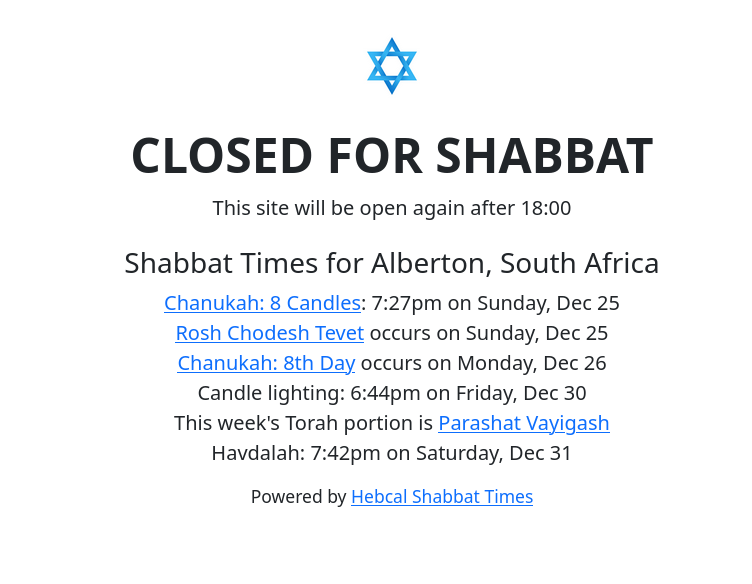 CLOSED FOR SHABBAT
This site will be open again after 18:00
Shabbat Times for Alberton, South Africa
Chanukah: 8 Candles: 7:27pm on Sunday, Dec 25
Rosh Chodesh Tevet occurs on Sunday, Dec 25
Chanukah: 8th Day occurs on Monday, Dec 26
Candle lighting: 6:44pm on Friday, Dec 30
This week's Torah portion is Parashat Vayigash
Havdalah: 7:42pm on Saturday, Dec 31
Powered by Hebcal Shabbat Times